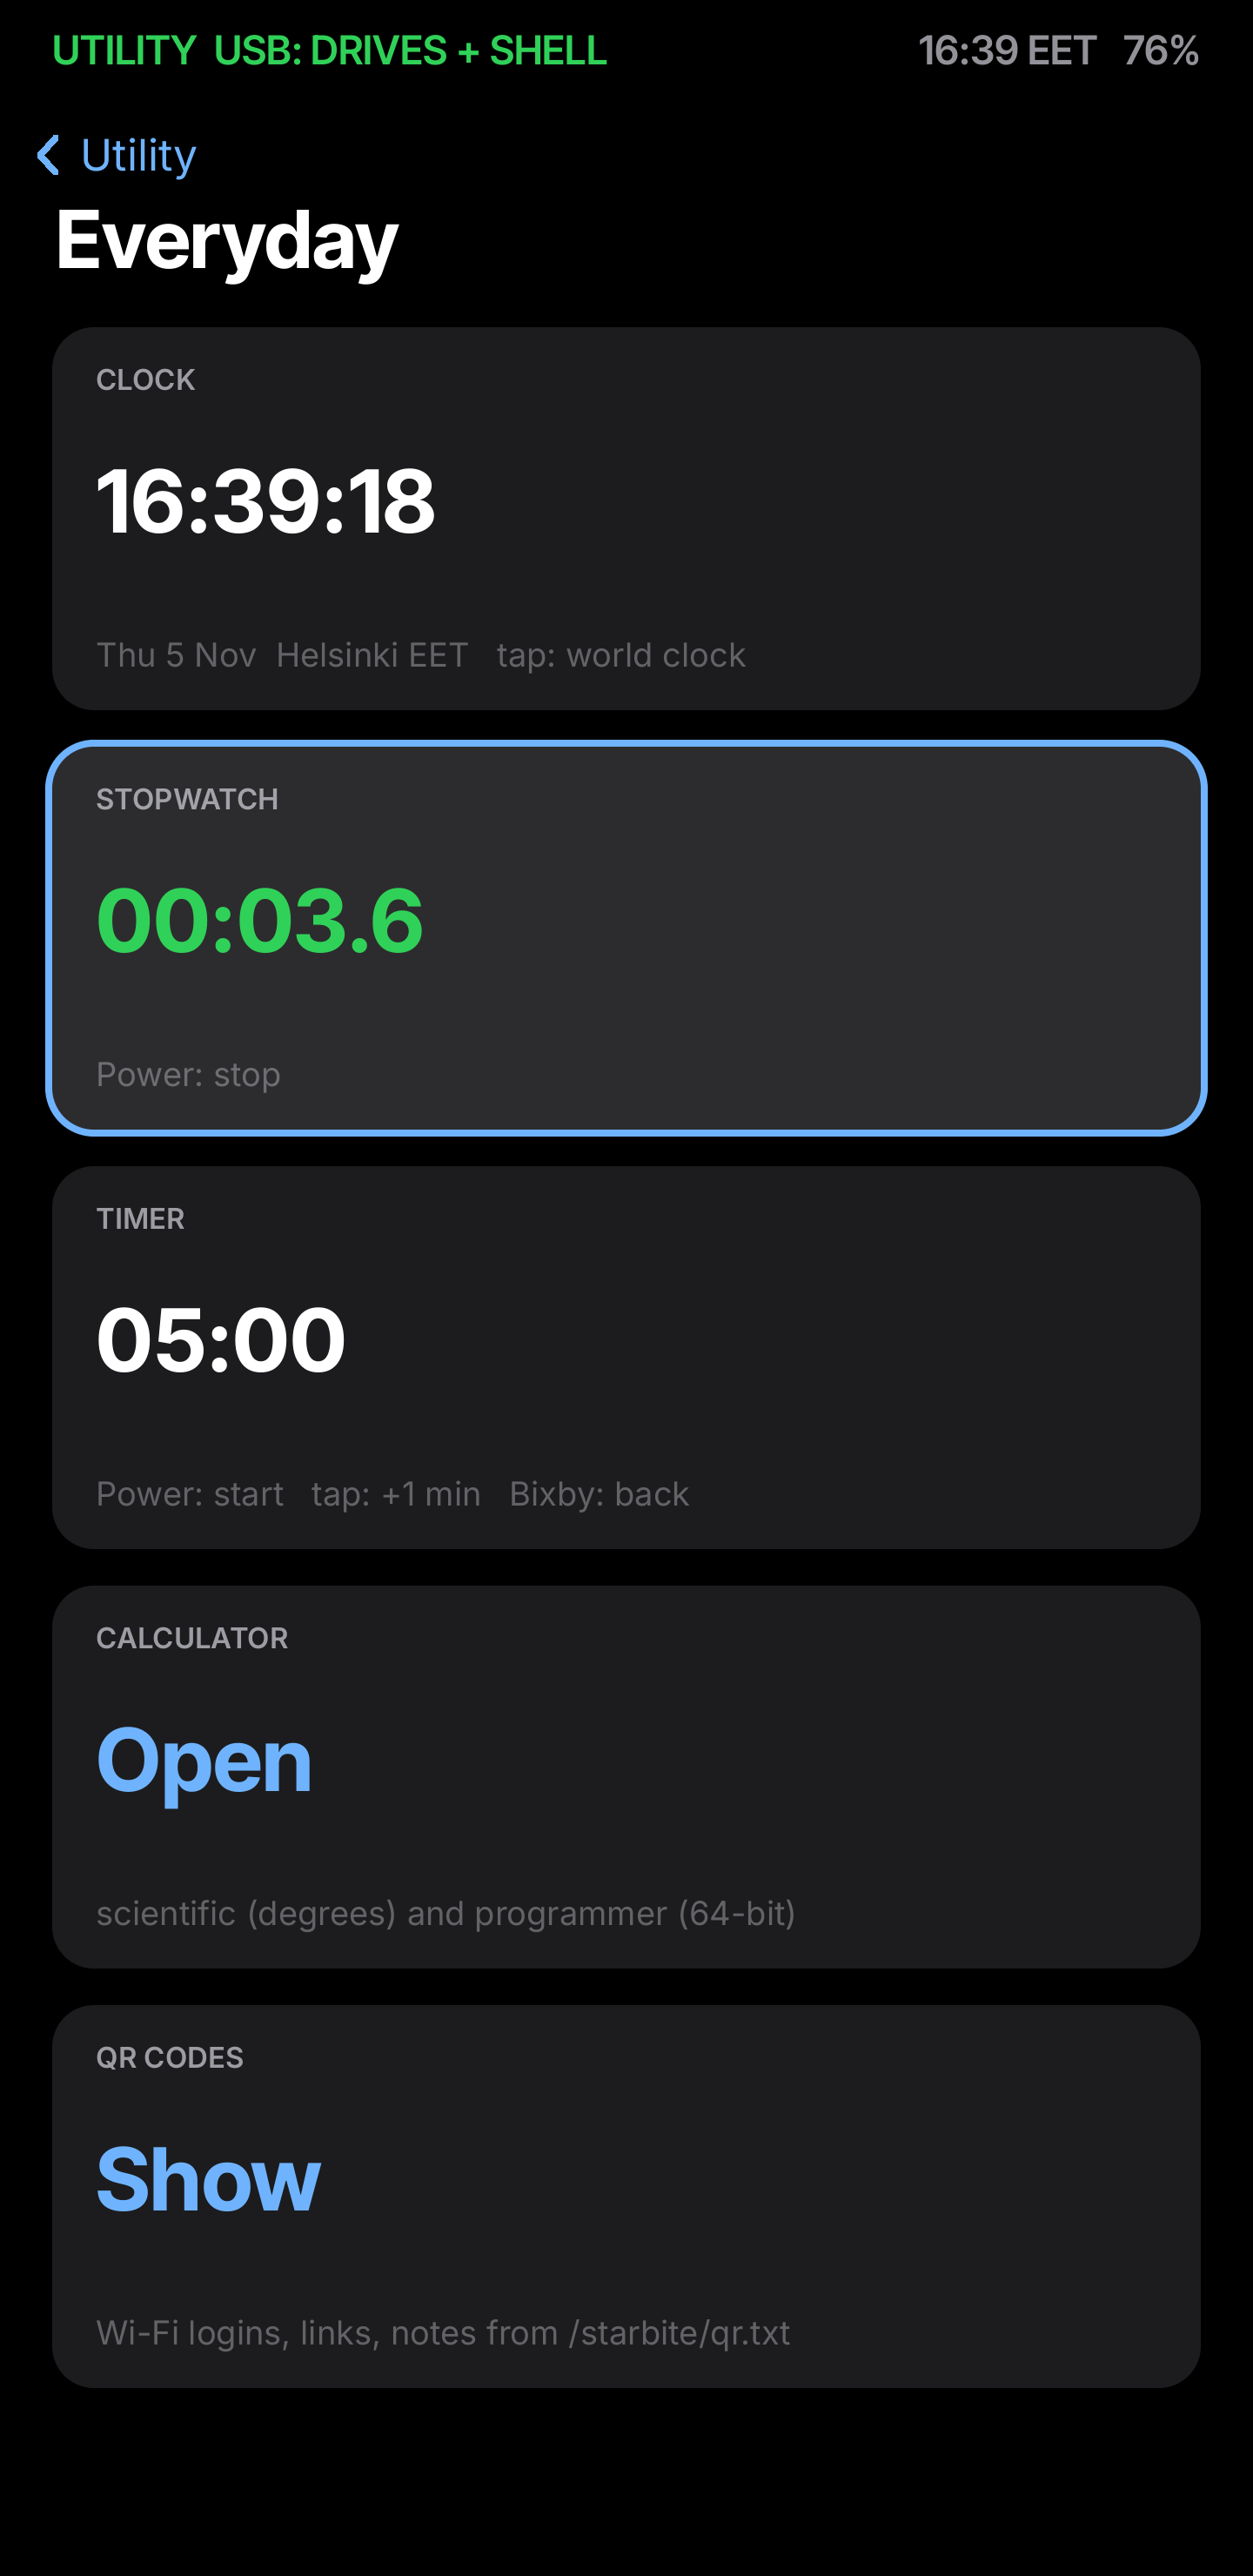 UTILITY USB: DRIVES + SHELL 16:39 EET 76%
Utility
Everyday
CLOCK
16:39:18
Thu 5 Nov Helsinki EET tap: world clock
STOPWATCH
00:03.6
Power: stop
TIMER
05:00
Power: start tap: +1 min Bixby: back
CALCULATOR
Open
scientific (degrees) and programmer (64-bit)
QR CODES
Show
Wi-Fi logins, links, notes from /starbite/qr.txt